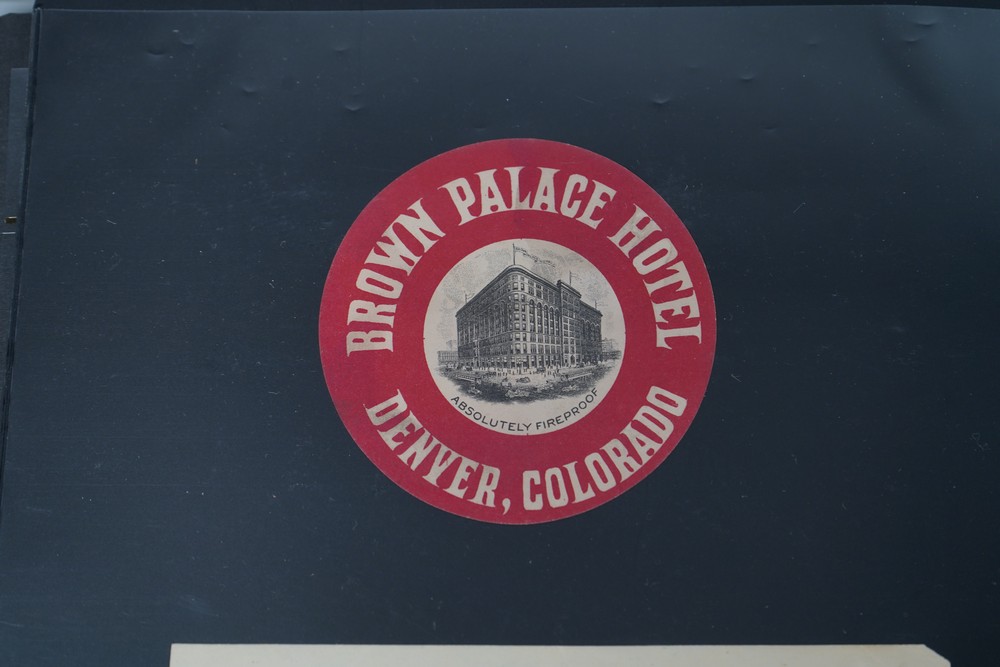 BROWN PALACE HOTEL
ABSOLUTELY FIREPROOF
DENVER, COLORADO